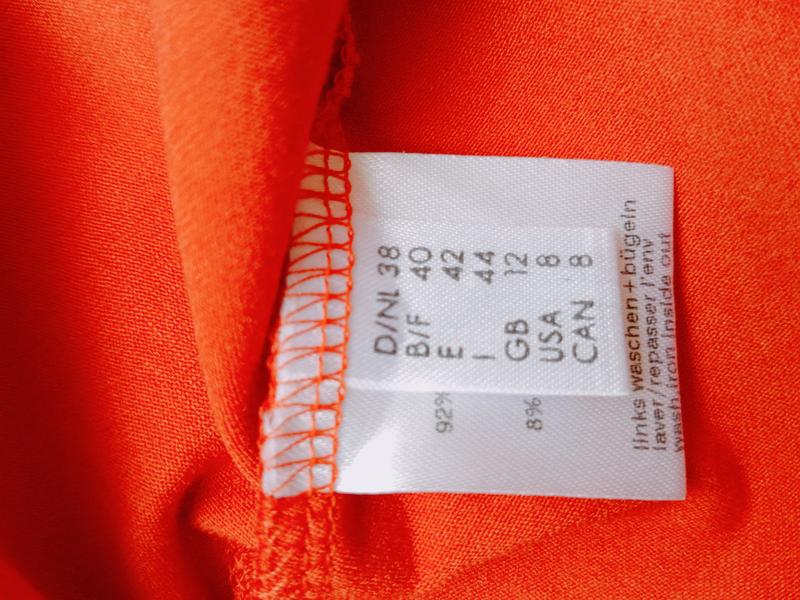 D/NL 38
B/F 40
E 42
I 44
GB 12
USA 8
CAN 8
92%
8%
links waschen+bügeln
laver/repasser l'env
wash iron inside out